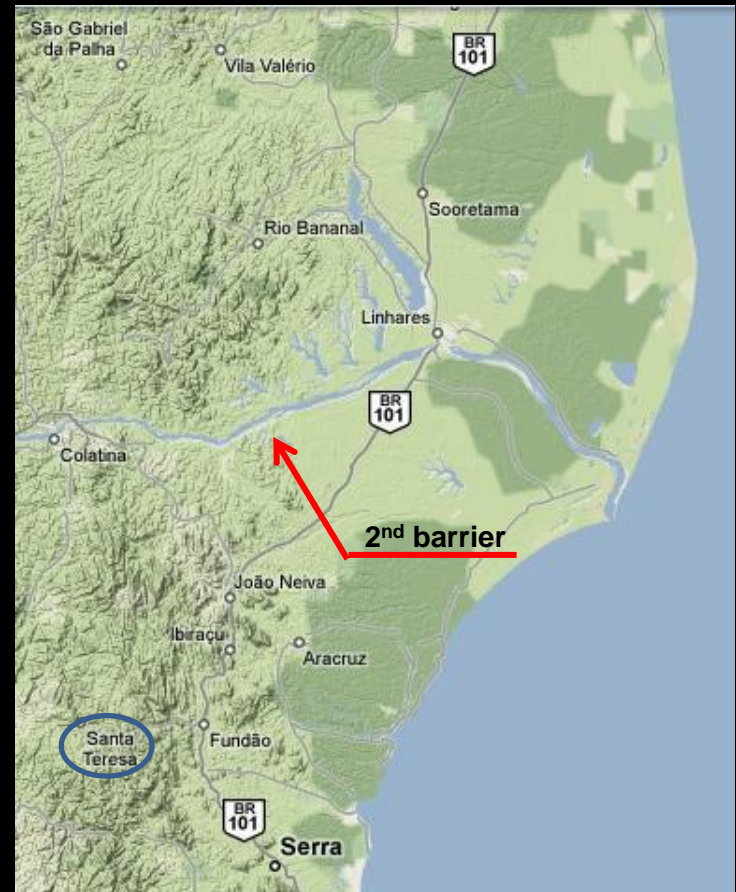 São Gabriel
da Palha
Vila Valério
BR
101
Sooretama
Rio Bananal
Linhares
BR
101
Colatina
2nd barrier
João Neiva
Ibiraçu
Aracruz
Santa
Teresa
Fundão
BR
101
Serra